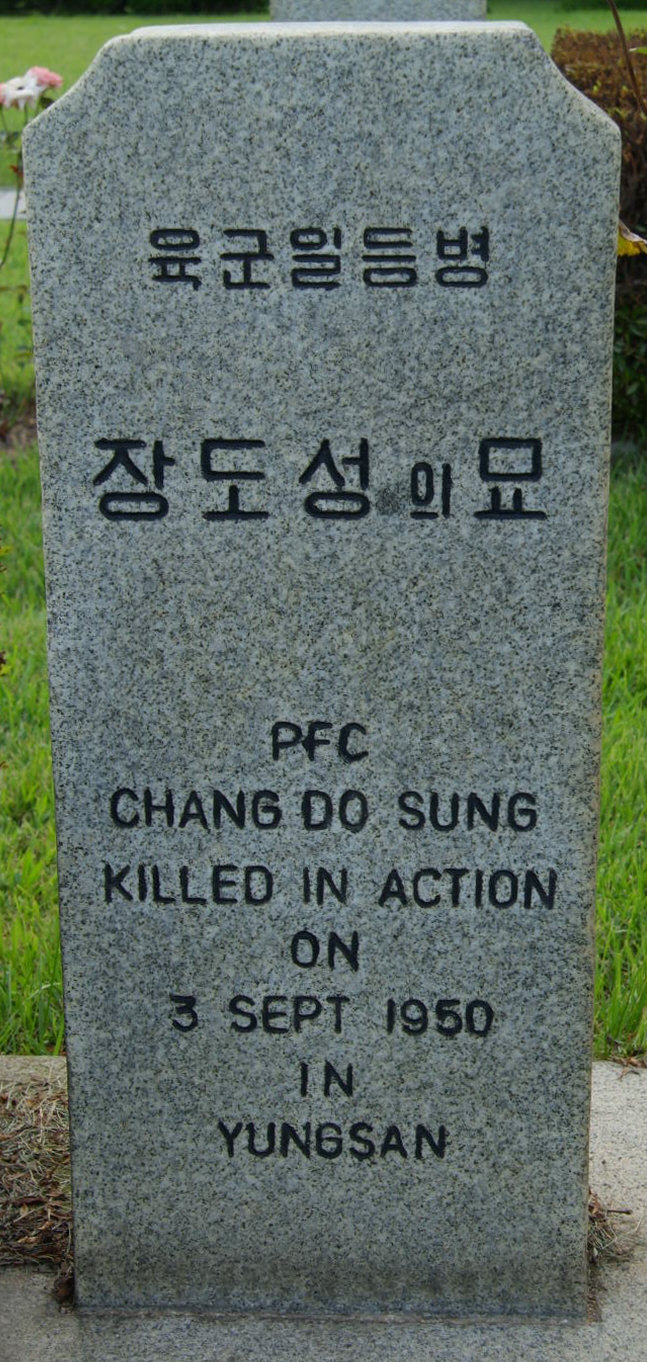 육군일등병
장도성의묘
PFC
CHANG DO SUNG
KILLED IN ACTION
ON
3 SEPT 1950
IN
YUNGSAN